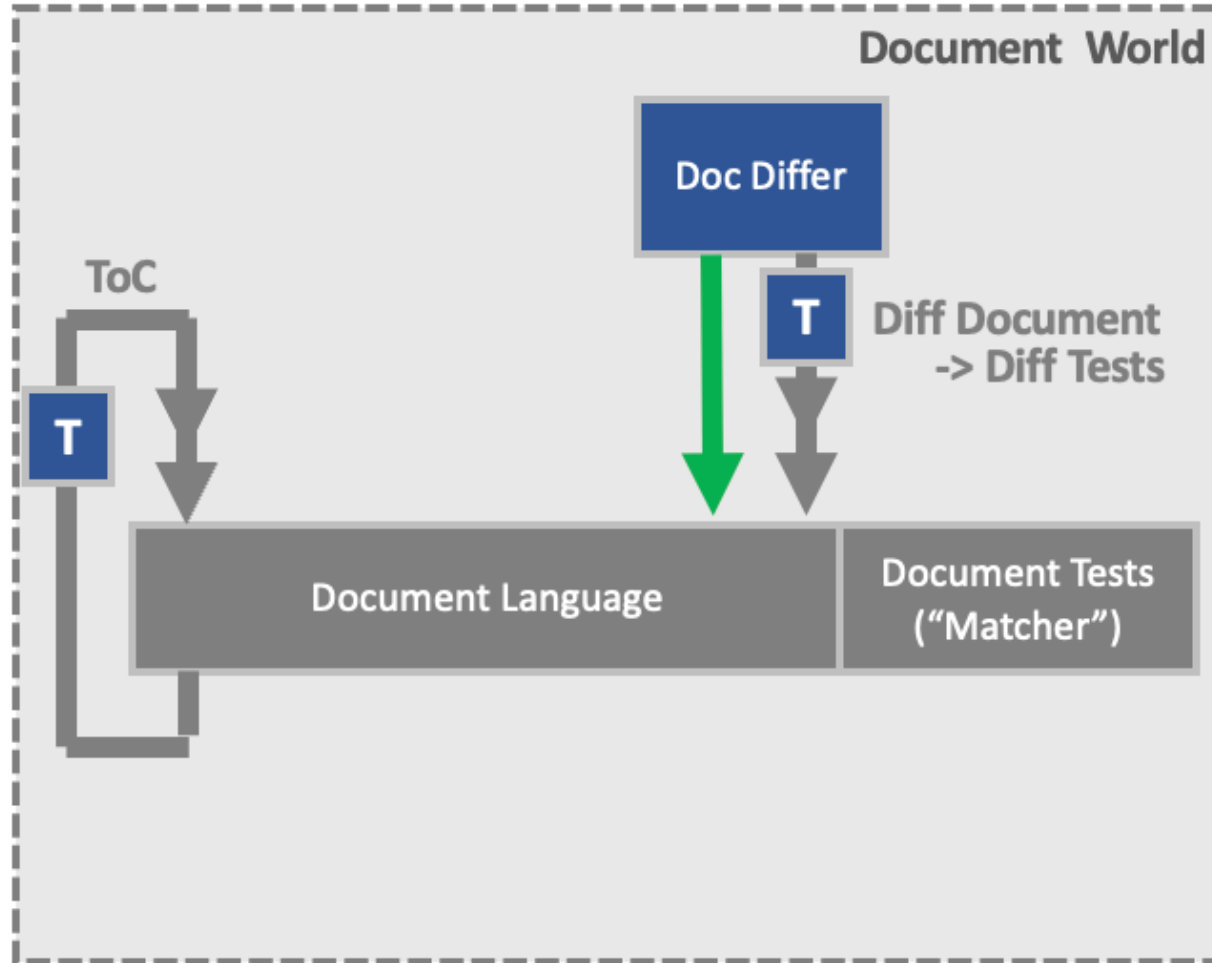 Document World
Doc Differ
ToC
T
Diff Document
-> Diff Tests
T
Document Language
Document Tests
(“Matcher”)